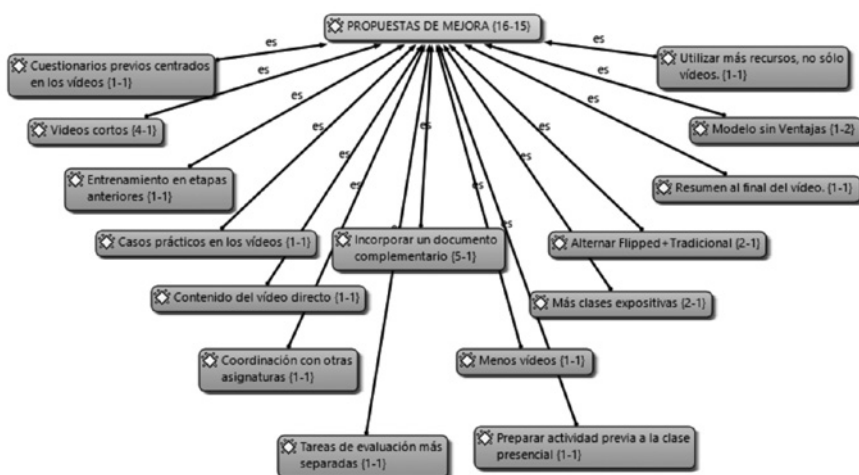 PROPUESTAS DE MEJORA {16-15}
es
es
es
es
es
es
es
es
es
es
es
es
es
es
Cuestionarios previos centrados
en los vídeos {1-1}
Utilizar más recursos, no sólo
vídeos. {1-1}
Videos cortos {4-1}
Modelo sin Ventajas {1-2}
Entrenamiento en etapas
anteriores {1-1}
Resumen al final del vídeo. {1-1}
Casos prácticos en los vídeos {1-1}
Incorporar un documento
complementario {5-1}
Alternar Flipped+Tradicional {2-1}
Contenido del vídeo directo {1-1}
Más clases expositivas {2-1}
Coordinación con otras
asignaturas {1-1}
Menos vídeos {1-1}
Tareas de evaluación más
separadas {1-1}
Preparar actividad previa a la clase
presencial {1-1}